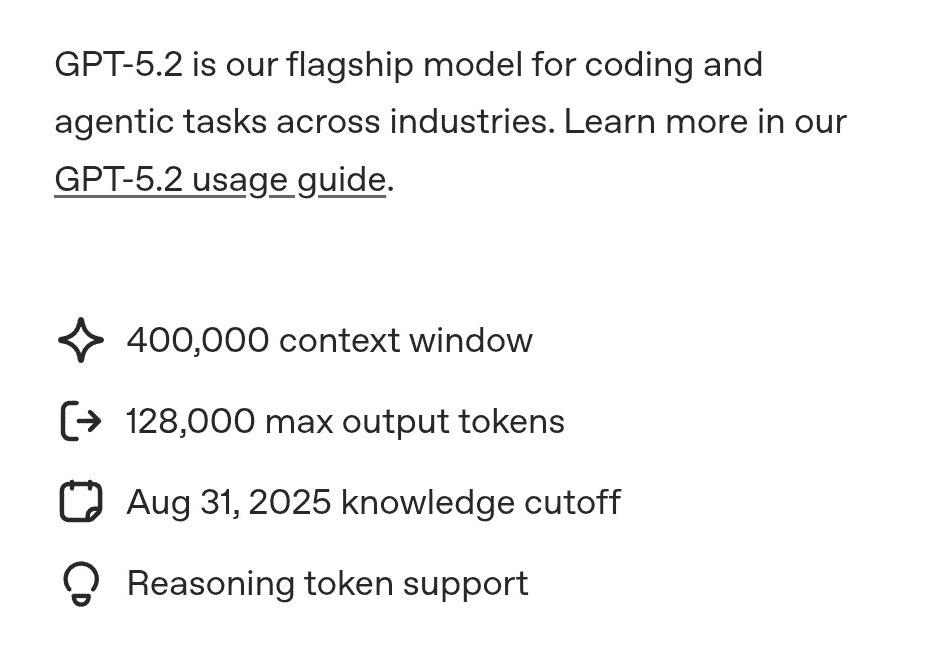 GPT-5.2 is our flagship model for coding and
agentic tasks across industries. Learn more in our
GPT-5.2 usage guide.
400,000 context window
128,000 max output tokens
Aug 31, 2025 knowledge cutoff
Reasoning token support